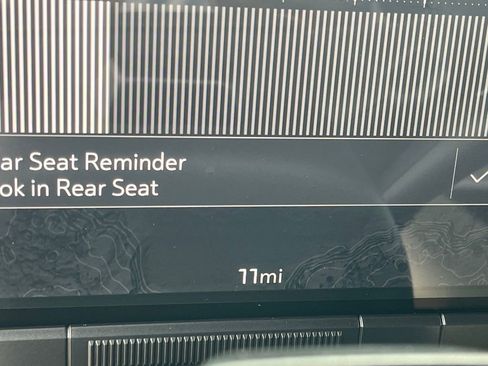 ar Seat Reminder
ok in Rear Seat
11mi